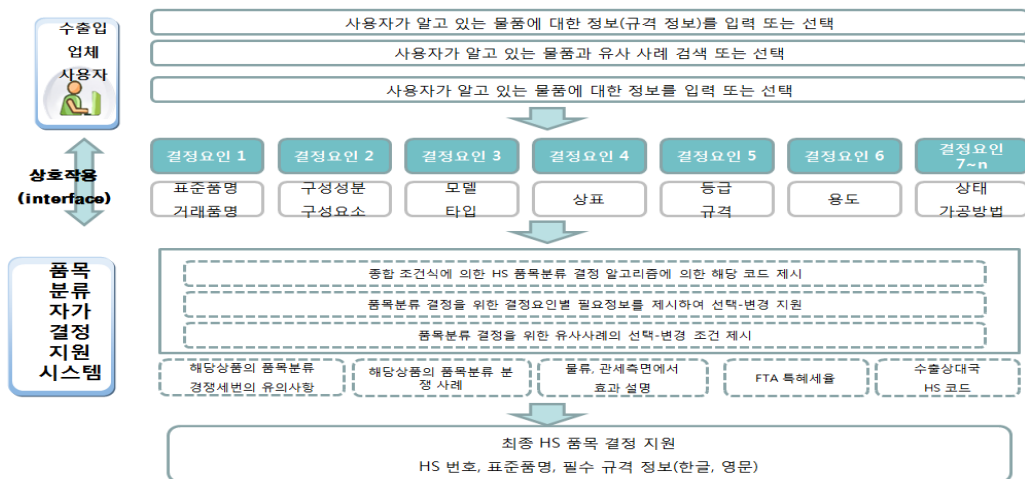 수출입
업체
사용자
사용자가 알고 있는 물품에 대한 정보(규격 정보)를 입력 또는 선택
사용자가 알고 있는 물품과 유사 사례 검색 또는 선택
사용자가 알고 있는 물품에 대한 정보를 입력 또는 선택
상호작용
(interface)
결정요인 1
결정요인 2
결정요인 3
결정요인 4
결정요인 5
결정요인 6
결정요인
7~n
표준품명
거래품명
구성성분
구성요소
모델
타입
상표
등급
규격
용도
상태
가공방법
품목
분류
자가
결정
지원
시스템
종합 조건식에 의한 HS 품목분류 결정 알고리즘에 의한 해당 코드 제시
품목분류 결정을 위한 결정요인별 필요정보를 제시하여 선택-변경 지원
품목분류 결정을 위한 유사사례의 선택-변경 조건 제시
해당상품의 품목분류
경쟁세번의 유의사항
해당상품의 품목분류 분
쟁 사례
물류, 관세측면에서
효과 설명
FTA 특혜세율
수출상대국
HS 코드
최종 HS 품목 결정 지원
HS 번호, 표준품명, 필수 규격 정보(한글, 영문)